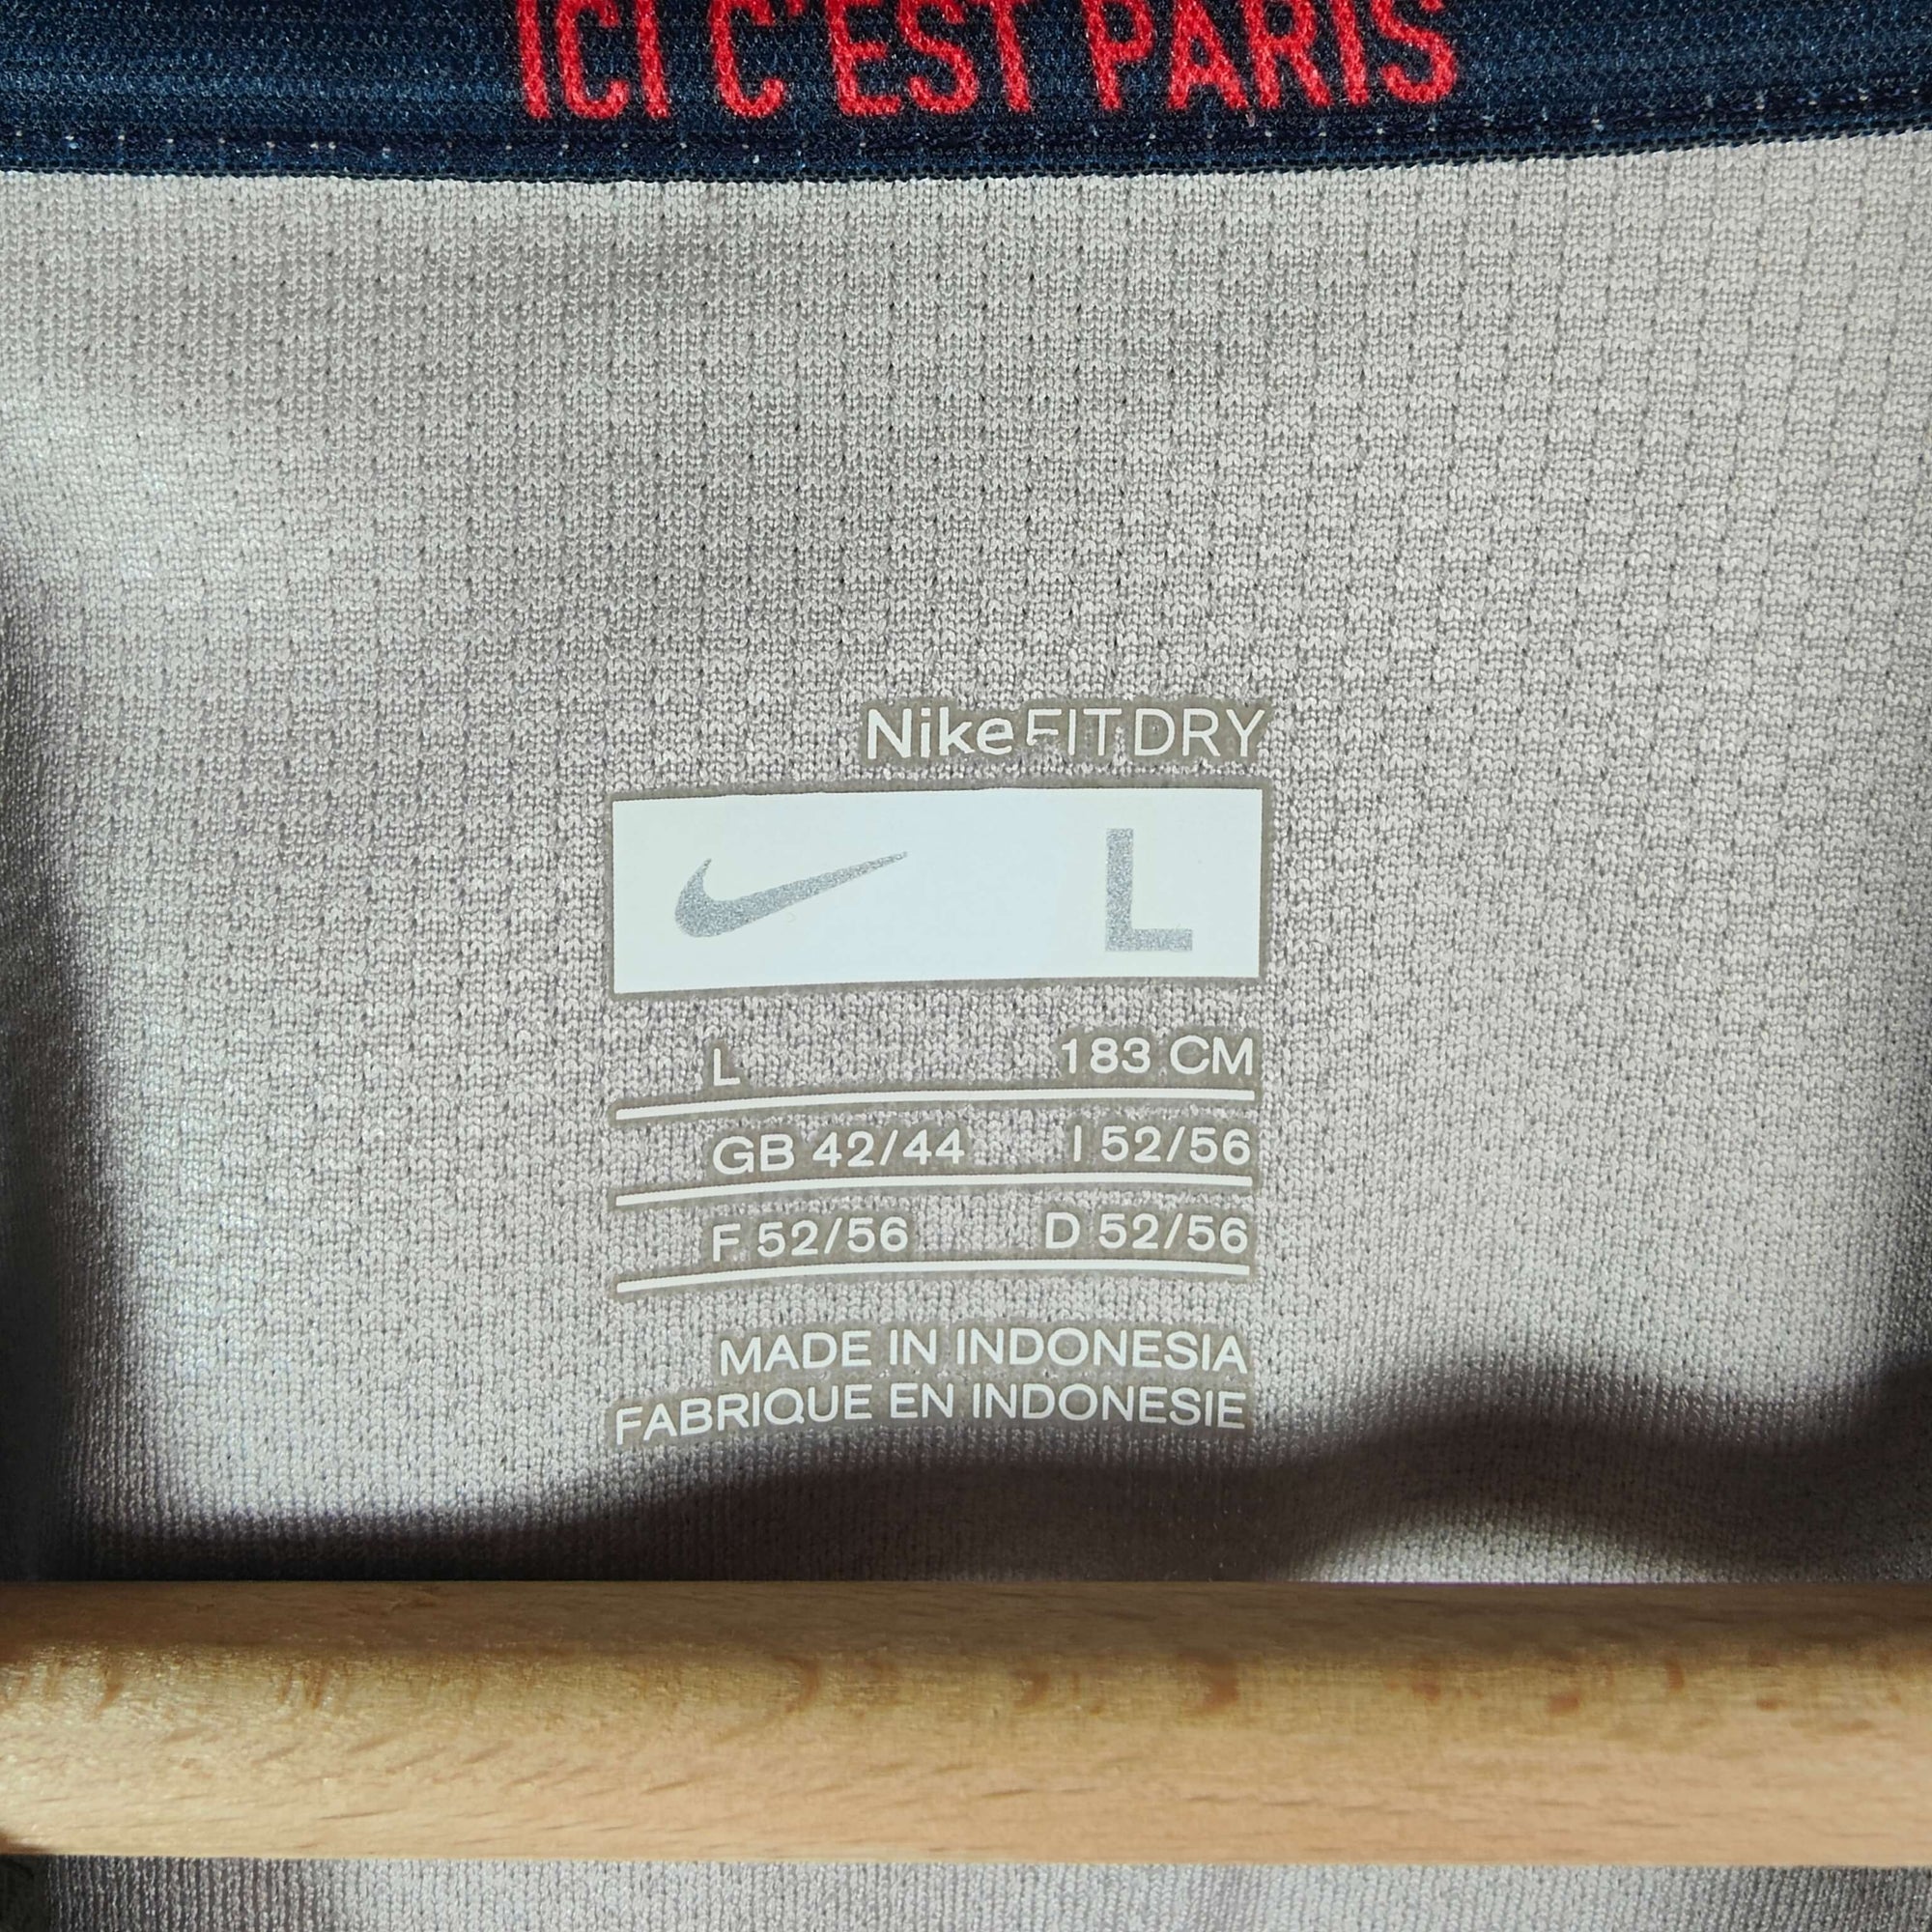 ICI C'EST PARIS
NikeFITDRY
L
L 183 CM
GB 42/44 I 52/56
F 52/56 D 52/56
MADE IN INDONESIA
FABRIQUE EN INDONESIE